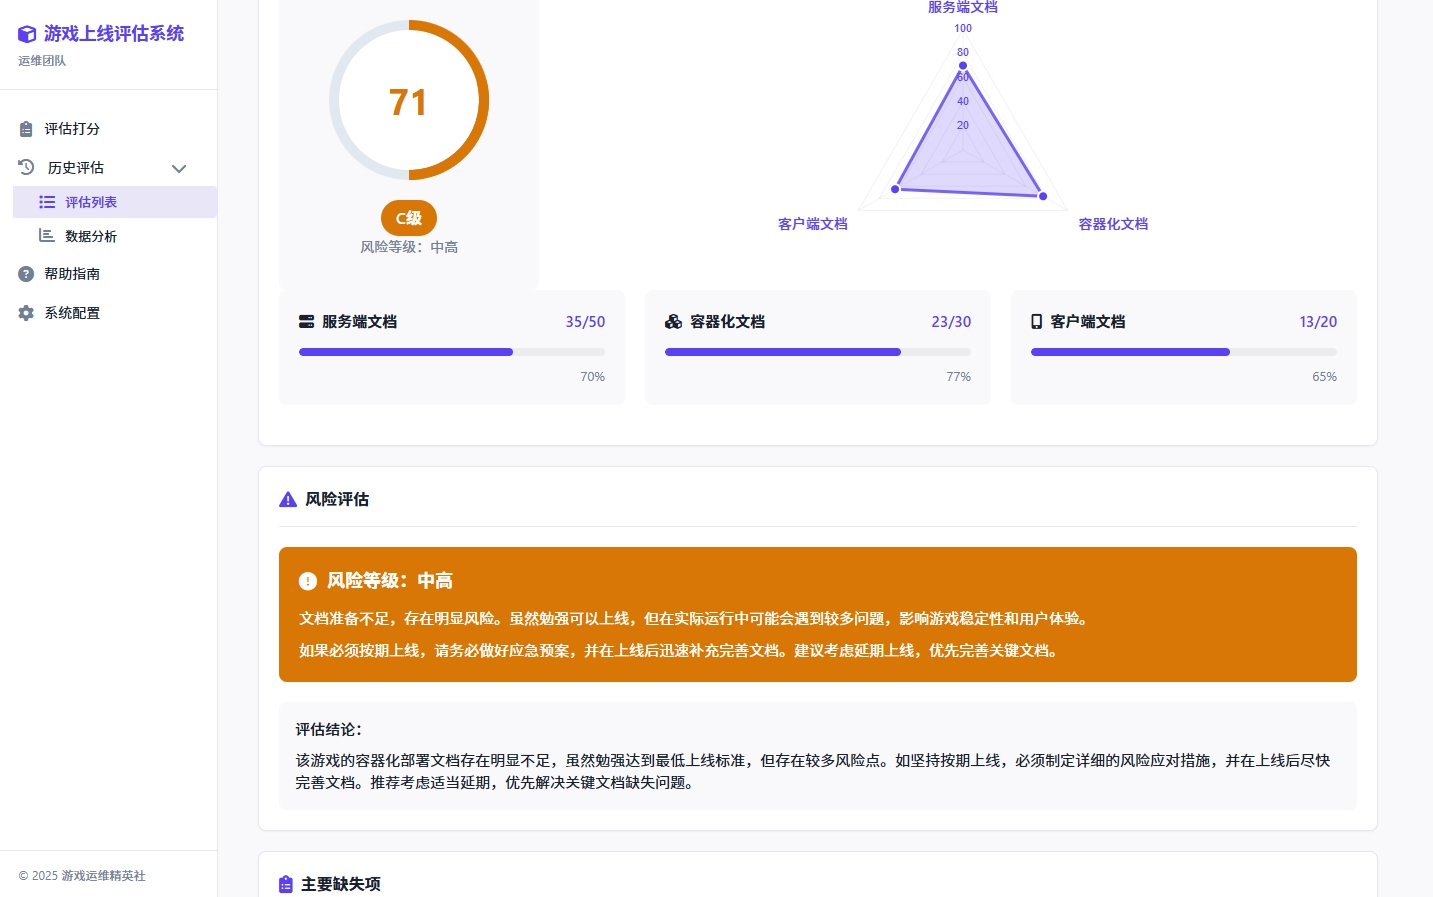 游戏上线评估系统
运维团队
评估打分
历史评估
评估列表
数据分析
帮助指南
系统配置
© 2025 游戏运维精英社
71
C级
风险等级：中高
服务端文档
100
80
60
40
20
客户端文档
容器化文档
服务端文档
35/50
70%
容器化文档
23/30
77%
客户端文档
13/20
65%
风险评估
风险等级：中高
文档准备不足，存在明显风险。虽然勉强可以上线，但在实际运行中可能会遇到较多问题，影响游戏稳定性和用户体验。
如果必须按期上线，请务必做好应急预案，并在上线后迅速补充完善文档。建议考虑延期上线，优先完善关键文档。
评估结论：
该游戏的容器化部署文档存在明显不足，虽然勉强达到最低上线标准，但存在较多风险点。如坚持按期上线，必须制定详细的风险应对措施，并在上线后尽快
完善文档。推荐考虑适当延期，优先解决关键文档缺失问题。
主要缺失项